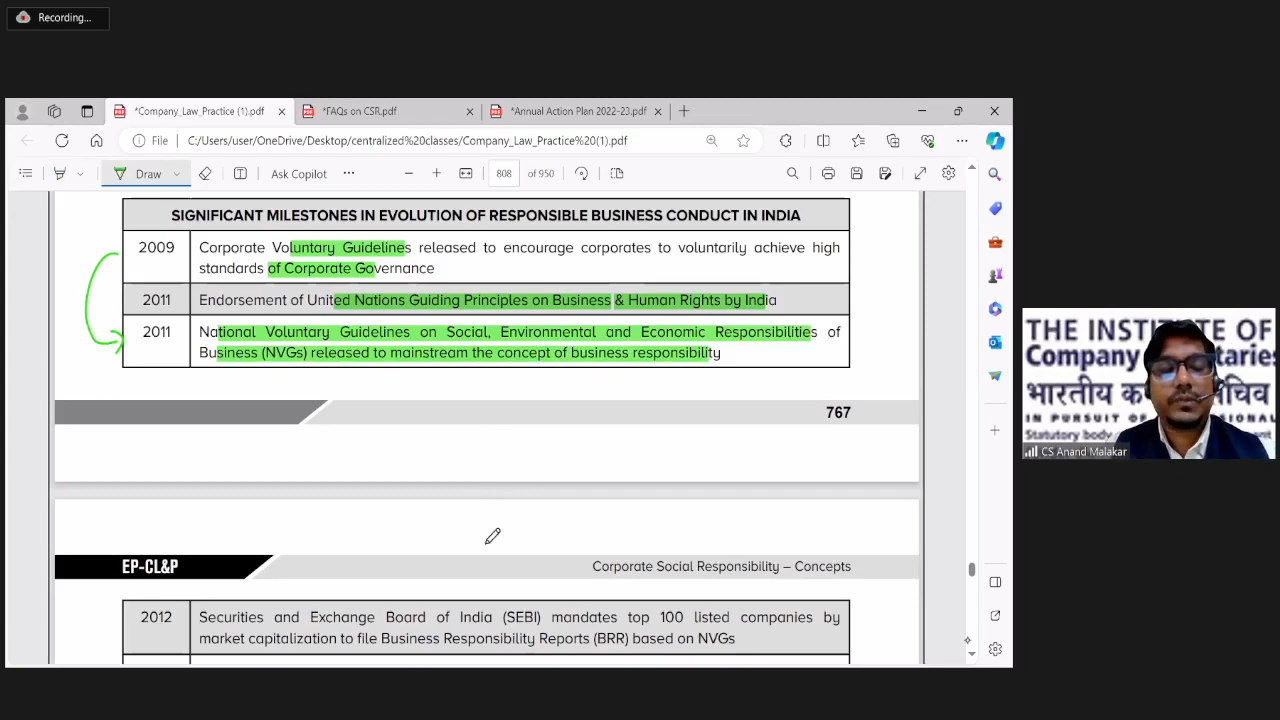 Recording...
*Company_Law_Practice (1).pdf
*FAQs on CSR.pdf
*Annual Action Plan 2022-23.pdf
File
C:/Users/user/OneDrive/Desktop/centralized%20classes/Company_Law_Practice%20(1).pdf
Draw
Ask Copilot
808 of 950
SIGNIFICANT MILESTONES IN EVOLUTION OF RESPONSIBLE BUSINESS CONDUCT IN INDIA
2009 Corporate Voluntary Guidelines released to encourage corporates to voluntarily achieve high
standards of Corporate Governance
2011 Endorsement of United Nations Guiding Principles on Business & Human Rights by India
2011 National Voluntary Guidelines on Social, Environmental and Economic Responsibilities of
Business (NVGs) released to mainstream the concept of business responsibility
767
EP-CL&P Corporate Social Responsibility – Concepts
2012 Securities and Exchange Board of India (SEBI) mandates top 100 listed companies by
market capitalization to file Business Responsibility Reports (BRR) based on NVGs
THE INSTITUTE OF
Company
भारतीय
IN PURSUIT OF
Statutory body
CS Anand Malakar